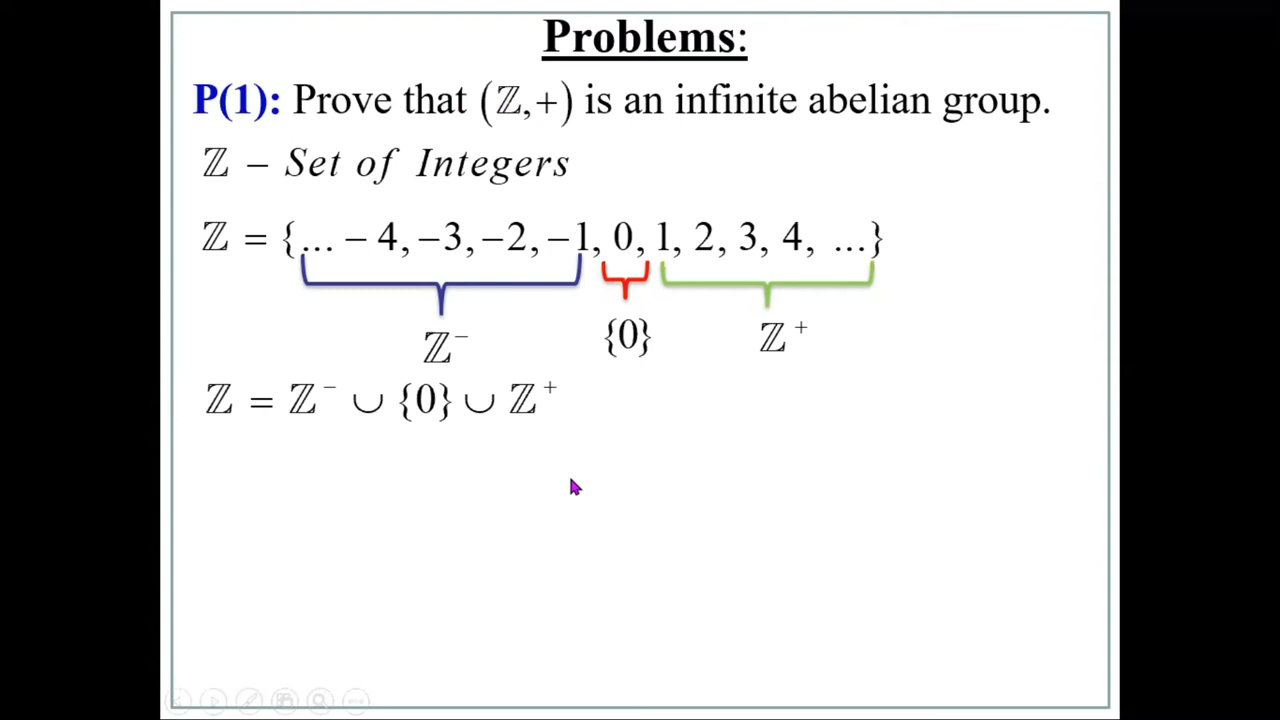 Problems:
P(1): Prove that (ℤ,+) is an infinite abelian group.
ℤ – Set of Integers
ℤ = {... – 4, –3, –2, –1, 0, 1, 2, 3, 4, ...}
ℤ⁻ {0} ℤ⁺
ℤ = ℤ⁻ ∪ {0} ∪ ℤ⁺